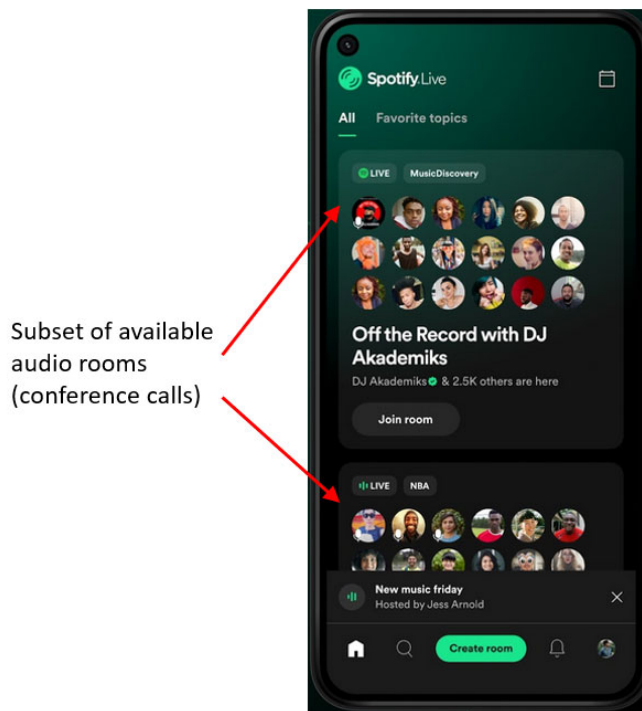 Spotify Live
All Favorite topics
LIVE MusicDiscovery
Subset of available
audio rooms
(conference calls)
Off the Record with DJ
Akademiks
DJ Akademiks & 2.5K others are here
Join room
LIVE NBA
New music friday
Hosted by Jess Arnold
Create room